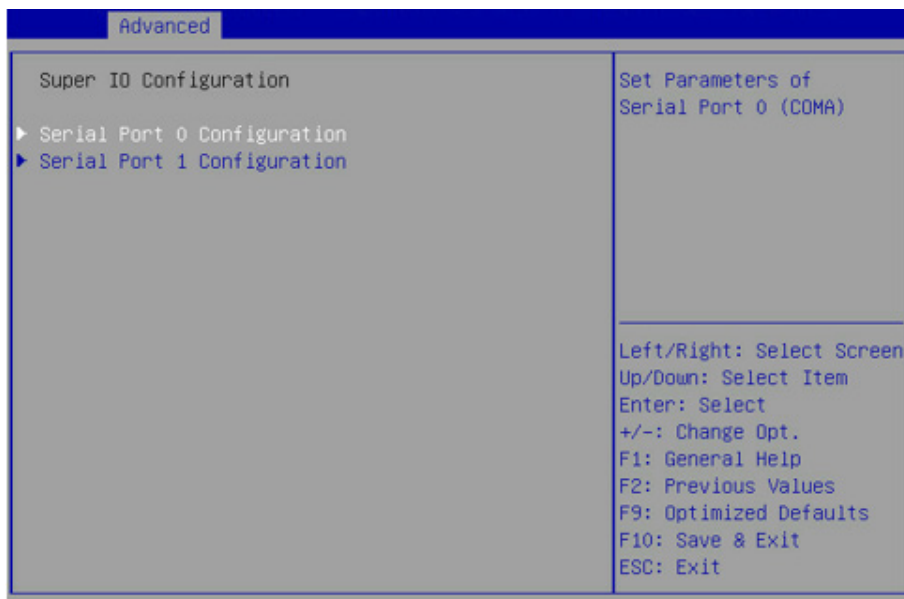 Advanced
Super IO Configuration
Serial Port 0 Configuration
Serial Port 1 Configuration
Set Parameters of
Serial Port 0 (COMA)
Left/Right: Select Screen
Up/Down: Select Item
Enter: Select
+/-: Change Opt.
F1: General Help
F2: Previous Values
F9: Optimized Defaults
F10: Save & Exit
ESC: Exit